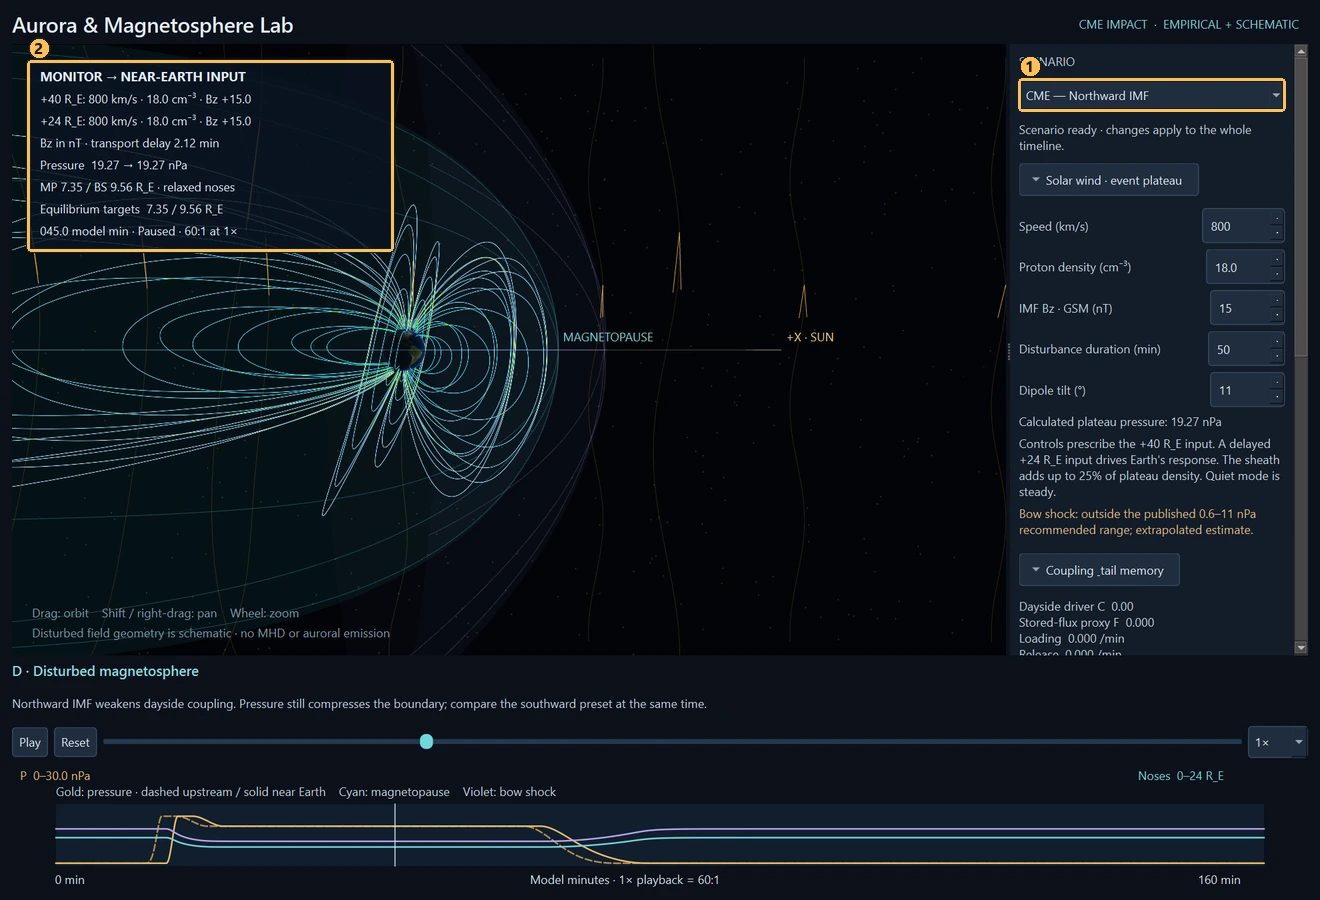 Aurora & Magnetosphere Lab
CME IMPACT · EMPIRICAL + SCHEMATIC
2
MONITOR → NEAR-EARTH INPUT
+40 R_E: 800 km/s · 18.0 cm⁻³ · Bz +15.0
+24 R_E: 800 km/s · 18.0 cm⁻³ · Bz +15.0
Bz in nT · transport delay 2.12 min
Pressure 19.27 → 19.27 nPa
MP 7.35 / BS 9.56 R_E · relaxed noses
Equilibrium targets 7.35 / 9.56 R_E
045.0 model min · Paused · 60:1 at 1×
MAGNETOPAUSE
+X · SUN
Drag: orbit Shift / right-drag: pan Wheel: zoom
Disturbed field geometry is schematic · no MHD or auroral emission
1
NARIO
CME — Northward IMF
Scenario ready · changes apply to the whole
timeline.
Solar wind · event plateau
Speed (km/s) 800
Proton density (cm⁻³) 18.0
IMF Bz · GSM (nT) 15
Disturbance duration (min) 50
Dipole tilt (°) 11
Calculated plateau pressure: 19.27 nPa
Controls prescribe the +40 R_E input. A delayed
+24 R_E input drives Earth's response. The sheath
adds up to 25% of plateau density. Quiet mode is
steady.
Bow shock: outside the published 0.6–11 nPa
recommended range; extrapolated estimate.
Coupling _tail memory
Dayside driver C 0.00
Stored-flux proxy F 0.000
Loading 0.000 /min
Release 0.000 /min
D · Disturbed magnetosphere
Northward IMF weakens dayside coupling. Pressure still compresses the boundary; compare the southward preset at the same time.
Play Reset 1×
P 0–30.0 nPa
Noses 0–24 R_E
Gold: pressure · dashed upstream / solid near Earth Cyan: magnetopause Violet: bow shock
0 min
Model minutes · 1× playback = 60:1
160 min